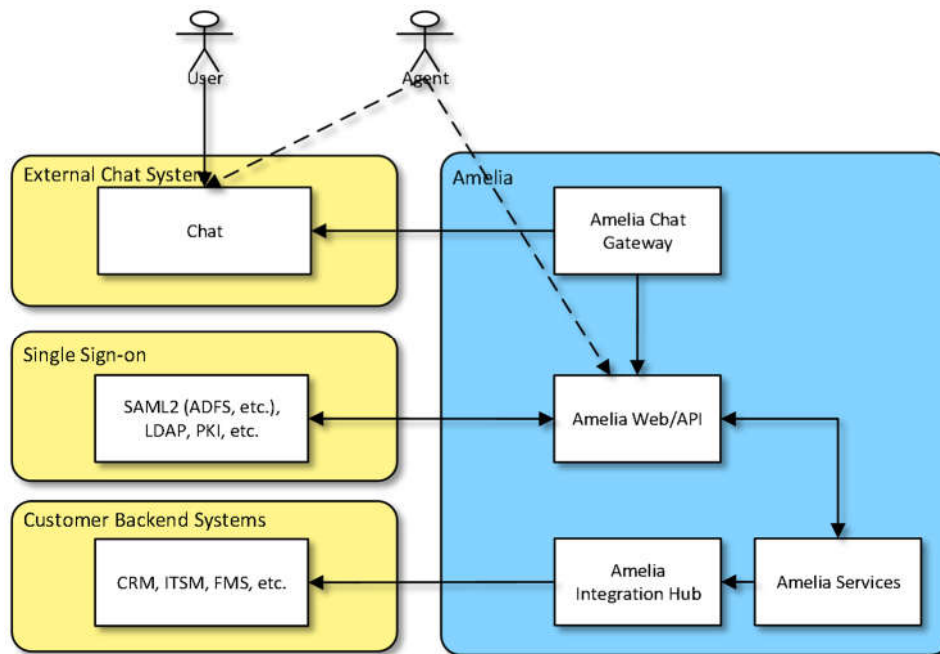 User
Agent
External Chat System
Amelia
Chat
Amelia Chat
Gateway
Single Sign-on
SAML2 (ADFS, etc.),
LDAP, PKI, etc.
Amelia Web/API
Customer Backend Systems
CRM, ITSM, FMS, etc.
Amelia
Integration Hub
Amelia Services